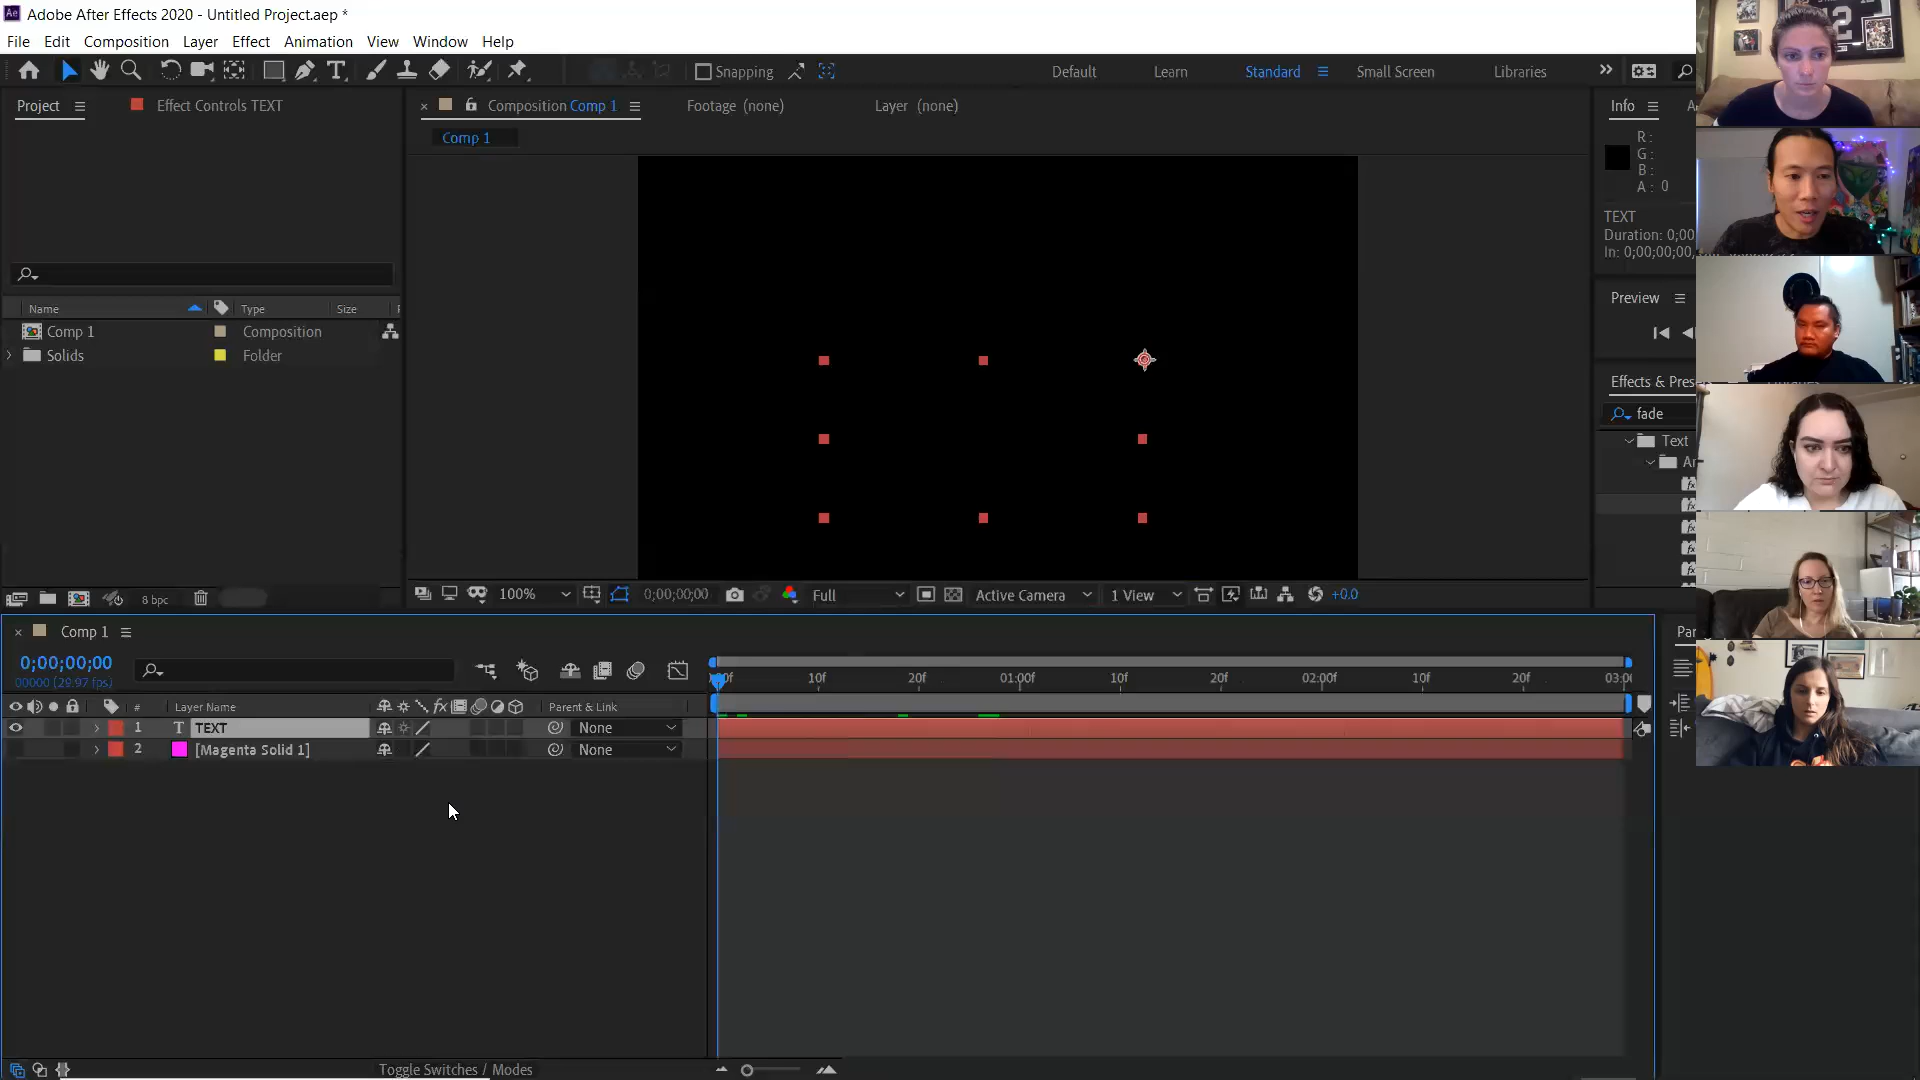 Adobe After Effects 2020 - Untitled Project.aep *
File Edit Composition Layer Effect Animation View Window Help
Snapping Default Learn Standard Small Screen Libraries
Project Effect Controls TEXT Composition Comp 1 Footage (none) Layer (none) Info
Comp 1
R:
G:
B:
A: 0
TEXT
Duration: 0;00
In: 0;00;00;00,
Name Type Size
Comp 1 Composition
Solids Folder
Preview
Effects & Pres
fade
Text
8 bpc 100% 0;00;00;00 Full Active Camera 1 View +0.0
Comp 1
0;00;00;00
00000 (29.97 fps)
10f 20f 01:00f 10f 20f 02:00f 10f 20f
# Layer Name Parent & Link
1 T TEXT None
2 [Magenta Solid 1] None
Toggle Switches / Modes